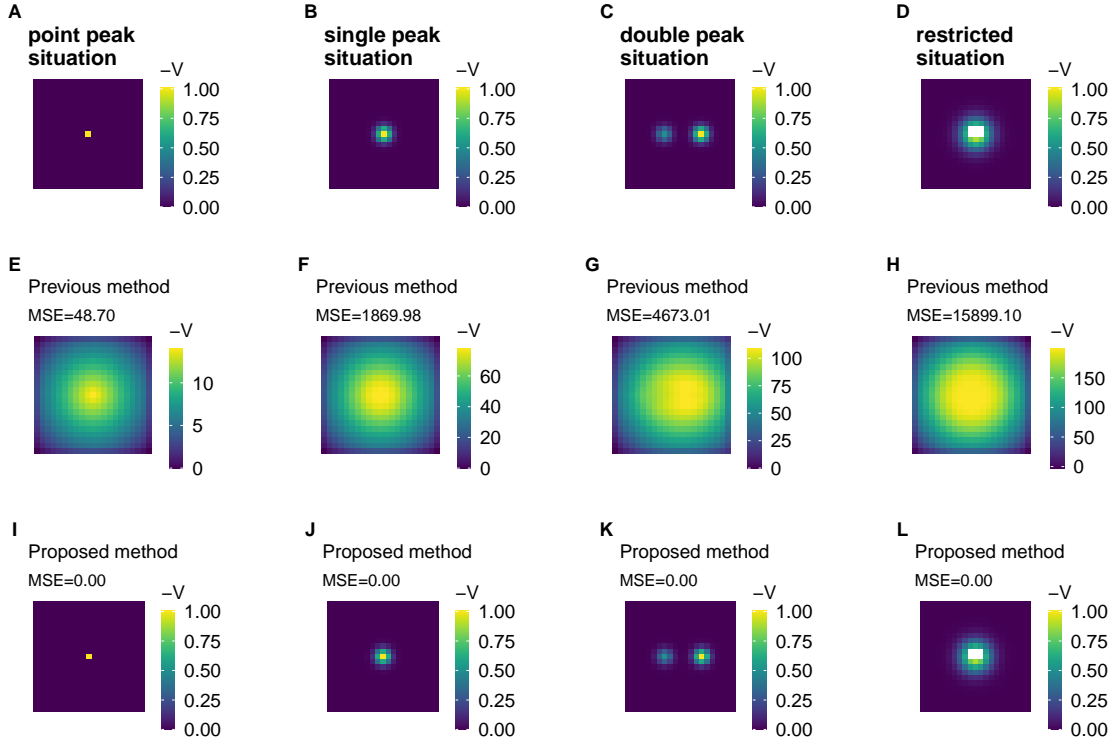 A
point peak
situation
−V
1.00
0.75
0.50
0.25
0.00
B
single peak
situation
−V
1.00
0.75
0.50
0.25
0.00
C
double peak
situation
−V
1.00
0.75
0.50
0.25
0.00
D
restricted
situation
−V
1.00
0.75
0.50
0.25
0.00
E
Previous method
MSE=48.70
−V
10
5
0
F
Previous method
MSE=1869.98
−V
60
40
20
0
G
Previous method
MSE=4673.01
−V
100
75
50
25
0
H
Previous method
MSE=15899.10
−V
150
100
50
0
I
Proposed method
MSE=0.00
−V
1.00
0.75
0.50
0.25
0.00
J
Proposed method
MSE=0.00
−V
1.00
0.75
0.50
0.25
0.00
K
Proposed method
MSE=0.00
−V
1.00
0.75
0.50
0.25
0.00
L
Proposed method
MSE=0.00
−V
1.00
0.75
0.50
0.25
0.00